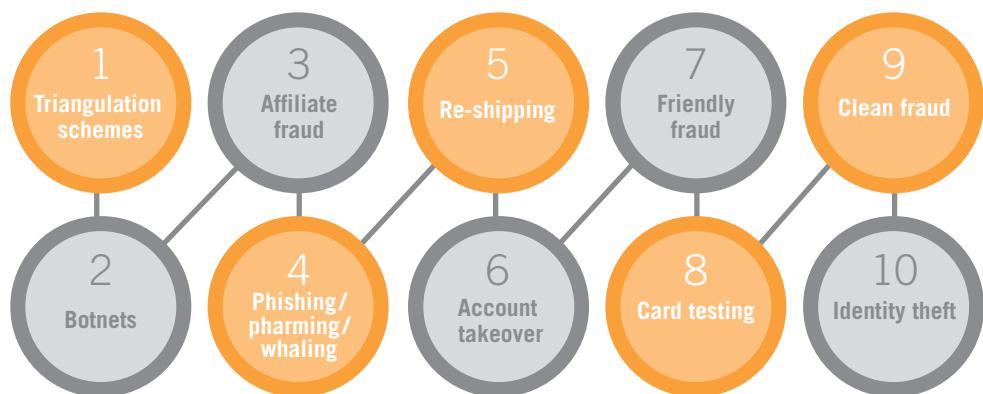 1
Triangulation
schemes
2
Botnets
3
Affiliate
fraud
4
Phishing/
pharming/
whaling
5
Re-shipping
6
Account
takeover
7
Friendly
fraud
8
Card testing
9
Clean fraud
10
Identity theft